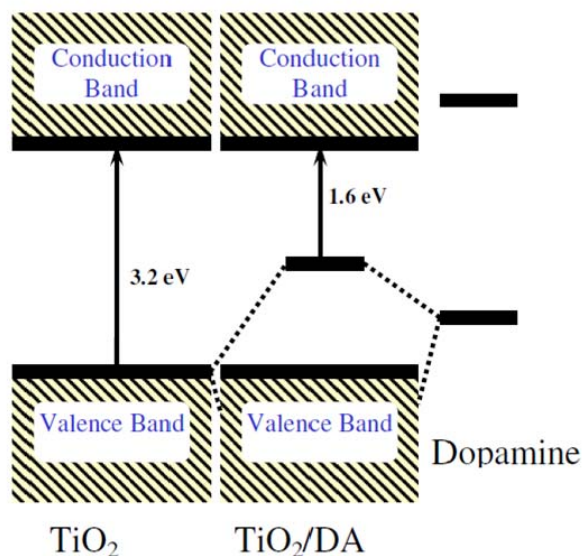 Conduction
Band
Conduction
Band
1.6 eV
3.2 eV
Valence Band
Valence Band
Dopamine
TiO₂
TiO₂/DA